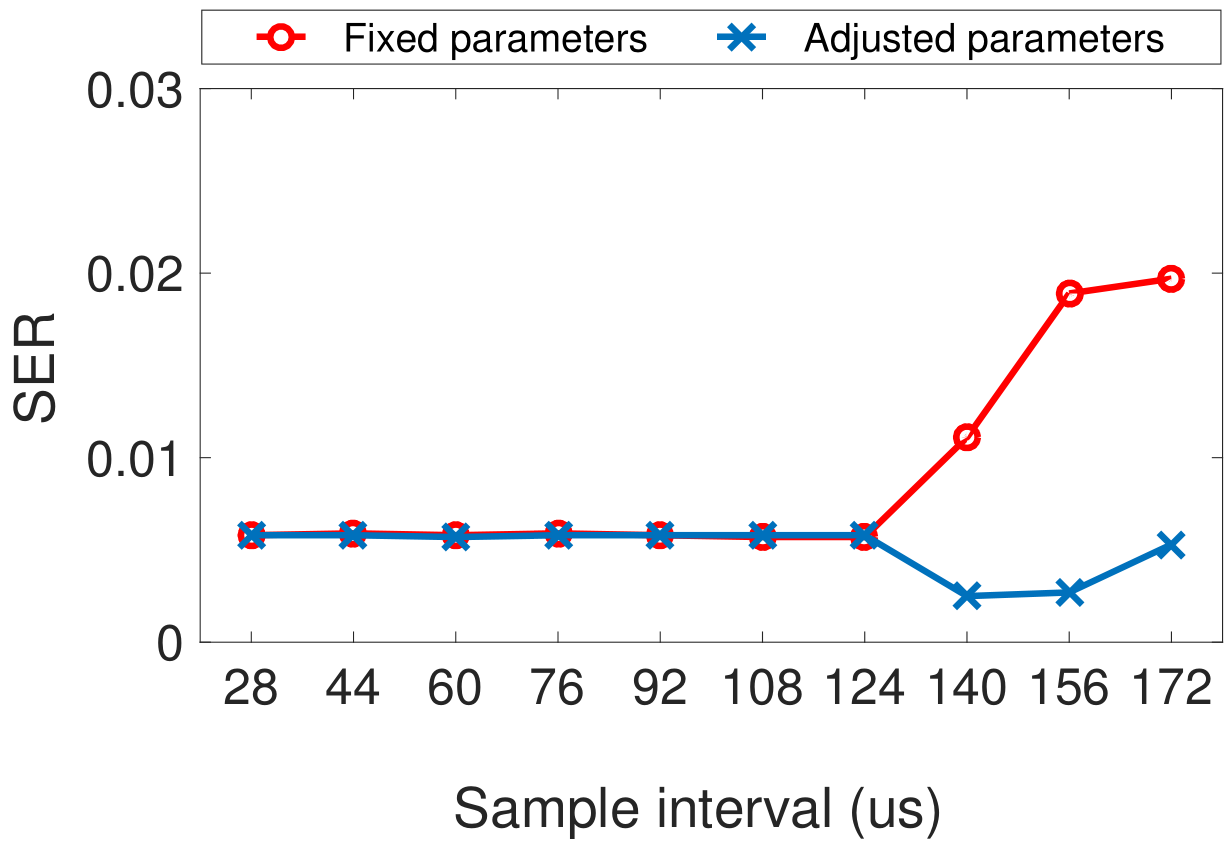 Fixed parameters Adjusted parameters
0.03
0.02
0.01
0
SER
28 44 60 76 92 108 124 140 156 172
Sample interval (us)